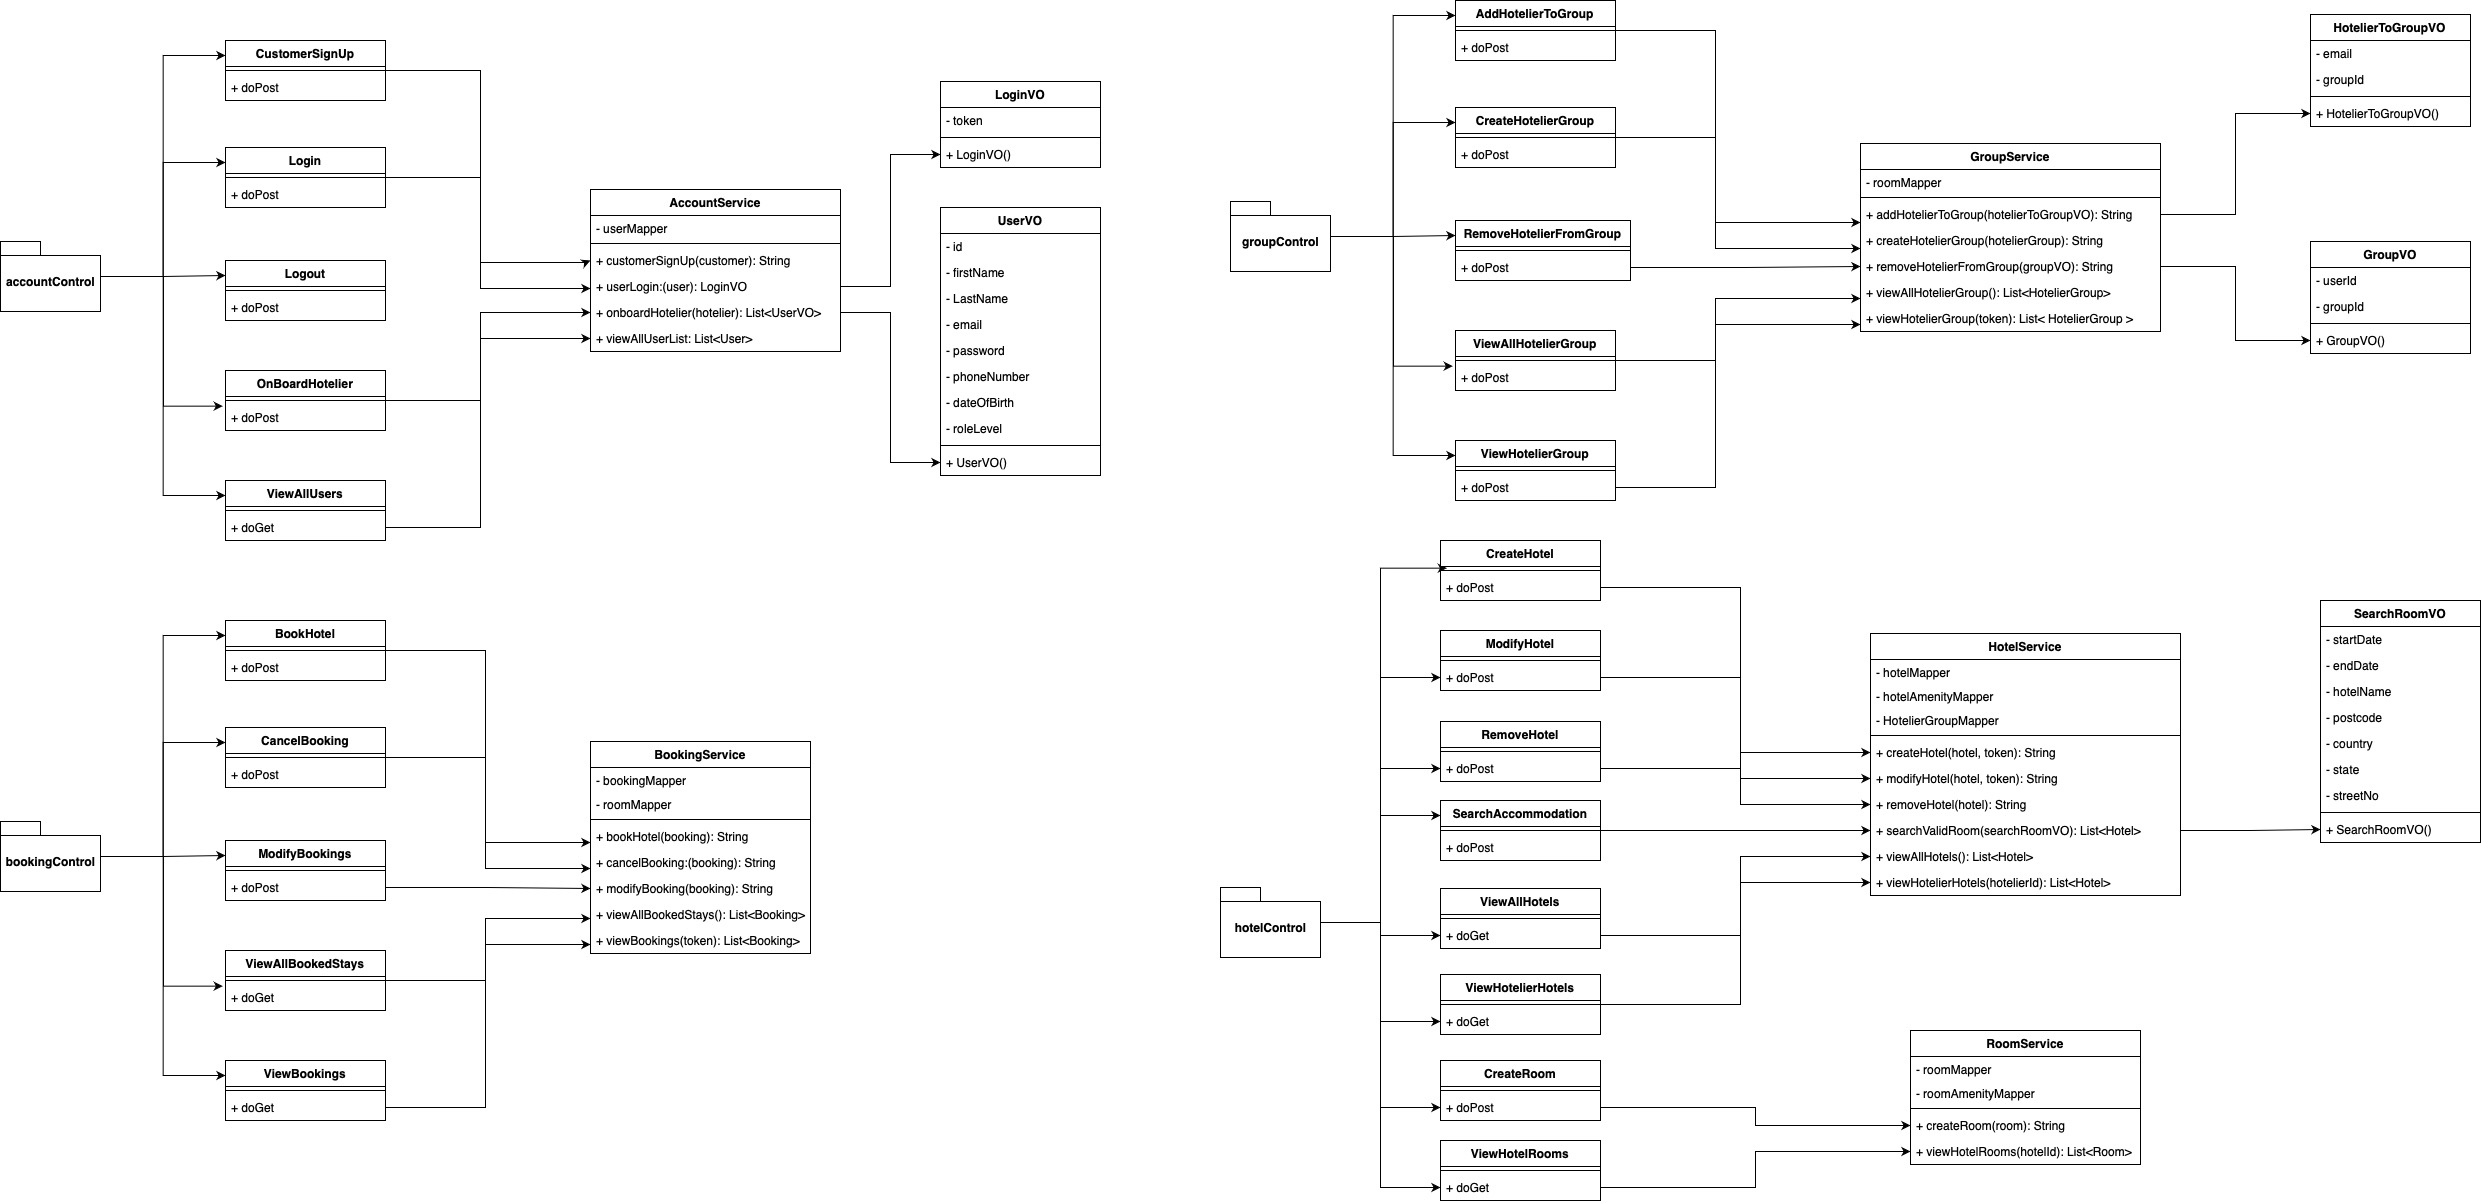 accountControl
CustomerSignUp
+ doPost
Login
+ doPost
Logout
+ doPost
OnBoardHotelier
+ doPost
ViewAllUsers
+ doGet
AccountService
- userMapper
+ customerSignUp(customer): String
+ userLogin:(user): LoginVO
+ onboardHotelier(hotelier): List<UserVO>
+ viewAllUserList: List<User>
LoginVO
- token
+ LoginVO()
UserVO
- id
- firstName
- LastName
- email
- password
- phoneNumber
- dateOfBirth
- roleLevel
+ UserVO()
groupControl
AddHotelierToGroup
+ doPost
CreateHotelierGroup
+ doPost
RemoveHotelierFromGroup
+ doPost
ViewAllHotelierGroup
+ doPost
ViewHotelierGroup
+ doPost
GroupService
- roomMapper
+ addHotelierToGroup(hotelierToGroupVO): String
+ createHotelierGroup(hotelierGroup): String
+ removeHotelierFromGroup(groupVO): String
+ viewAllHotelierGroup(): List<HotelierGroup>
+ viewHotelierGroup(token): List< HotelierGroup >
HotelierToGroupVO
- email
- groupId
+ HotelierToGroupVO()
GroupVO
- userId
- groupId
+ GroupVO()
bookingControl
BookHotel
+ doPost
CancelBooking
+ doPost
ModifyBookings
+ doPost
ViewAllBookedStays
+ doGet
ViewBookings
+ doGet
BookingService
- bookingMapper
- roomMapper
+ bookHotel(booking): String
+ cancelBooking:(booking): String
+ modifyBooking(booking): String
+ viewAllBookedStays(): List<Booking>
+ viewBookings(token): List<Booking>
hotelControl
CreateHotel
+ doPost
ModifyHotel
+ doPost
RemoveHotel
+ doPost
SearchAccommodation
+ doPost
ViewAllHotels
+ doGet
ViewHotelierHotels
+ doGet
CreateRoom
+ doPost
ViewHotelRooms
+ doGet
HotelService
- hotelMapper
- hotelAmenityMapper
- HotelierGroupMapper
+ createHotel(hotel, token): String
+ modifyHotel(hotel, token): String
+ removeHotel(hotel): String
+ searchValidRoom(searchRoomVO): List<Hotel>
+ viewAllHotels(): List<Hotel>
+ viewHotelierHotels(hotelierId): List<Hotel>
SearchRoomVO
- startDate
- endDate
- hotelName
- postcode
- country
- state
- streetNo
+ SearchRoomVO()
RoomService
- roomMapper
- roomAmenityMapper
+ createRoom(room): String
+ viewHotelRooms(hotelId): List<Room>